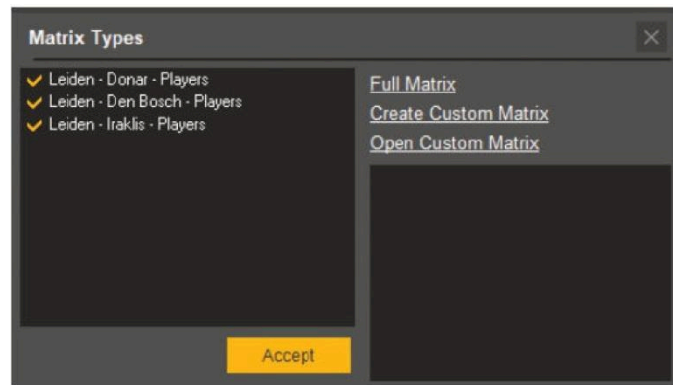 Matrix Types
Leiden - Donar - Players
Leiden - Den Bosch - Players
Leiden - Iraklis - Players
Accept
Full Matrix
Create Custom Matrix
Open Custom Matrix